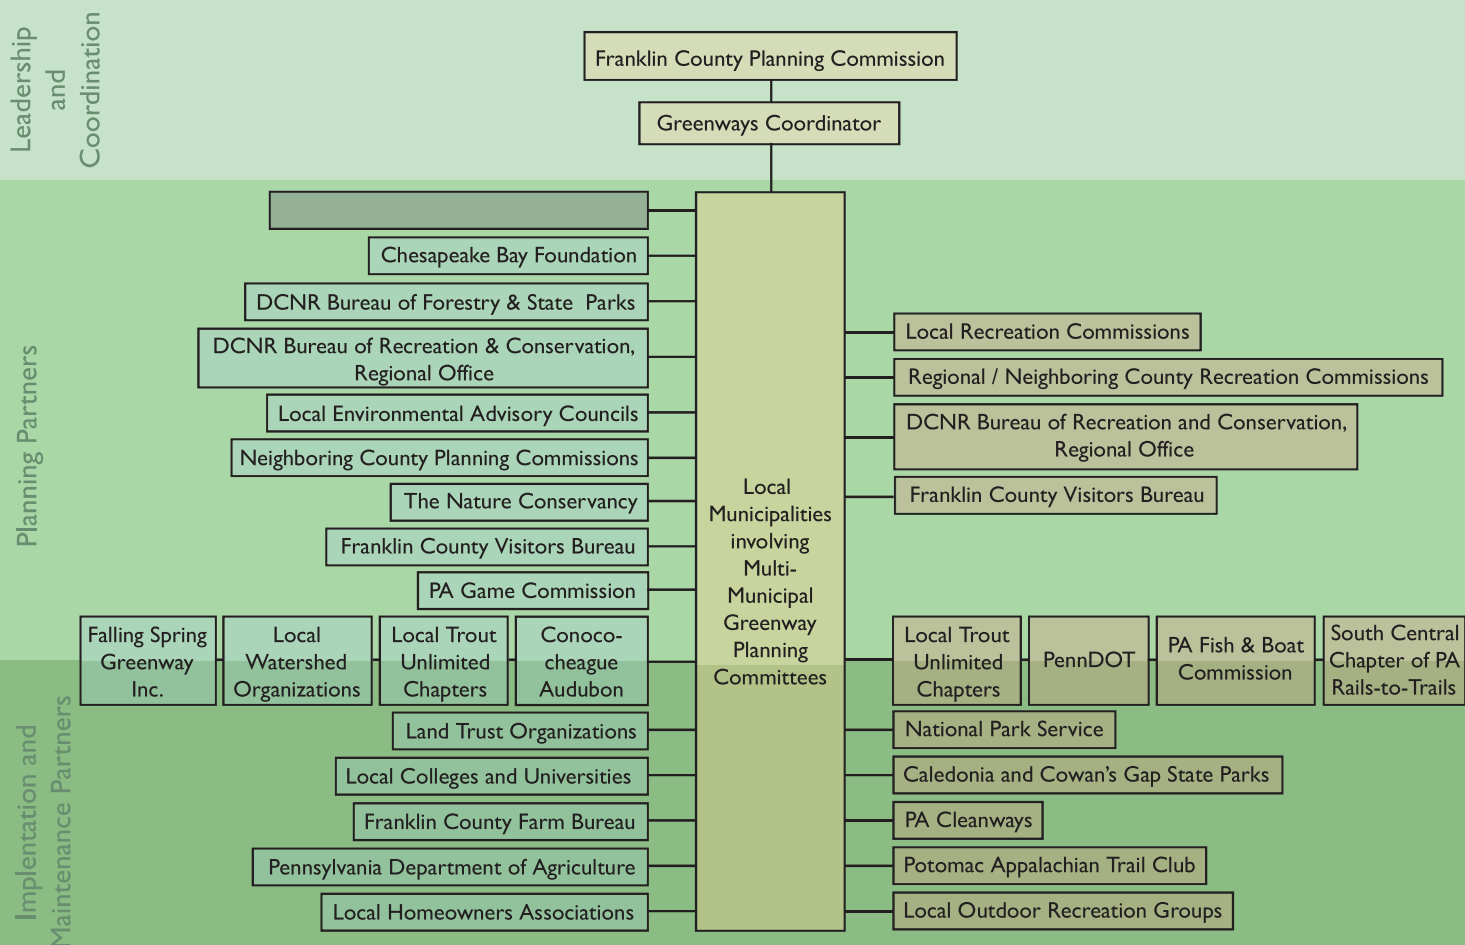 Leadership
and
Coordination
Franklin County Planning Commission
Greenways Coordinator
Planning Partners
Chesapeake Bay Foundation
DCNR Bureau of Forestry & State Parks
DCNR Bureau of Recreation & Conservation,
Regional Office
Local Environmental Advisory Councils
Neighboring County Planning Commissions
The Nature Conservancy
Franklin County Visitors Bureau
PA Game Commission
Falling Spring
Greenway
Inc.
Local
Watershed
Organizations
Local Trout
Unlimited
Chapters
Conoco-
cheague
Audubon
Local
Municipalities
involving
Multi-
Municipal
Greenway
Planning
Committees
Local Recreation Commissions
Regional / Neighboring County Recreation Commissions
DCNR Bureau of Recreation and Conservation,
Regional Office
Franklin County Visitors Bureau
Local Trout
Unlimited
Chapters
PennDOT
PA Fish & Boat
Commission
South Central
Chapter of PA
Rails-to-Trails
Implentation and
Maintenance Partners
Land Trust Organizations
Local Colleges and Universities
Franklin County Farm Bureau
Pennsylvania Department of Agriculture
Local Homeowners Associations
National Park Service
Caledonia and Cowan's Gap State Parks
PA Cleanways
Potomac Appalachian Trail Club
Local Outdoor Recreation Groups